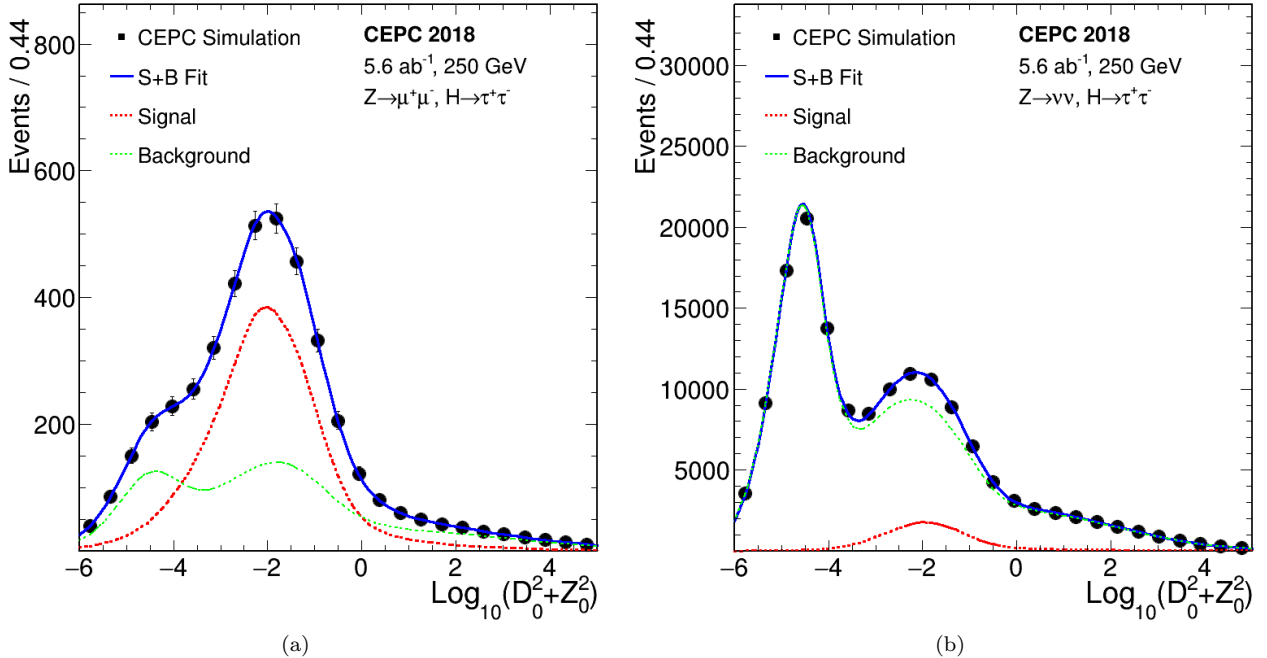 Events / 0.44
800
600
400
200
CEPC Simulation
S+B Fit
Signal
Background
CEPC 2018
5.6 ab⁻¹, 250 GeV
Z→μ⁺μ⁻, H→τ⁺τ⁻
−6 −4 −2 0 2 4
Log₁₀(D₀²+Z₀²)
(a)
Events / 0.44
30000
25000
20000
15000
10000
5000
CEPC Simulation
S+B Fit
Signal
Background
CEPC 2018
5.6 ab⁻¹, 250 GeV
Z→νν, H→τ⁺τ⁻
−6 −4 −2 0 2 4
Log₁₀(D₀²+Z₀²)
(b)